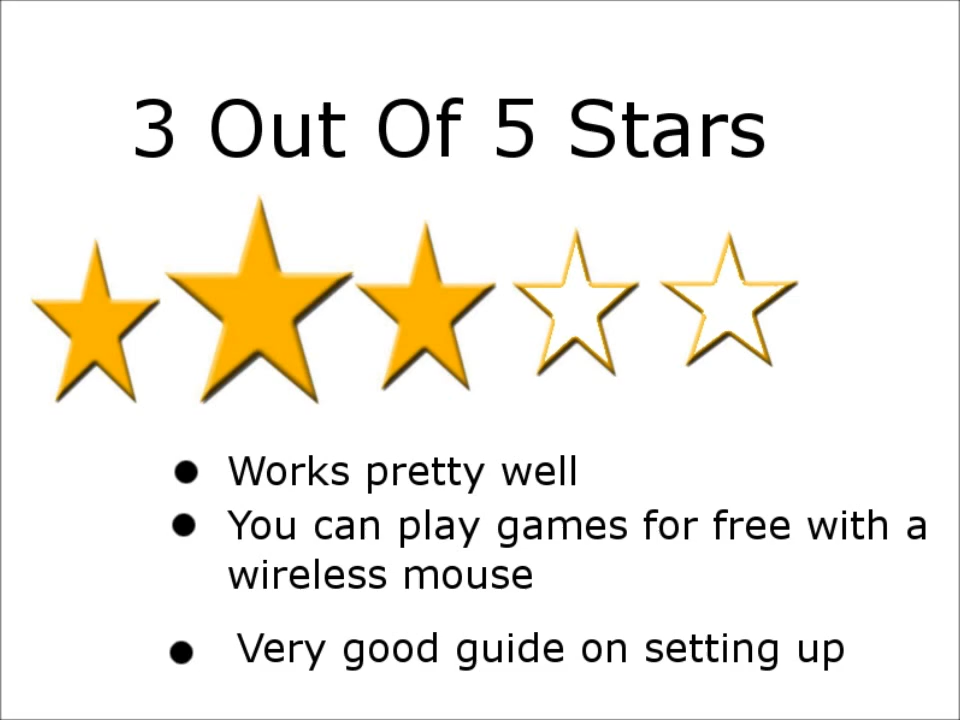 3 Out Of 5 Stars
Works pretty well
You can play games for free with a
wireless mouse
Very good guide on setting up